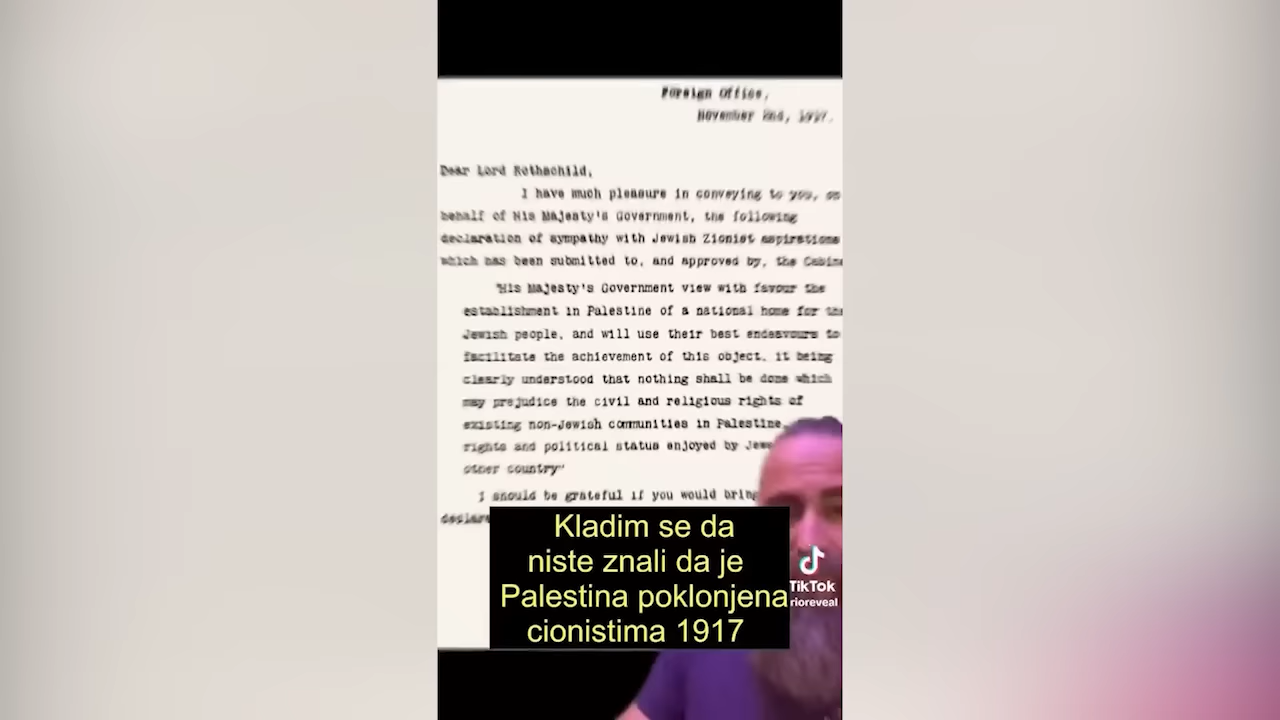 Foreign Office,
November 2nd, 1917.
Dear Lord Rothschild,
I have much pleasure in conveying to you, on
behalf of His Majesty's Government, the following
declaration of sympathy with Jewish Zionist aspirations
which has been submitted to, and approved by, the Cabine
"His Majesty's Government view with favour the
establishment in Palestine of a national home for the
Jewish people, and will use their best endeavours to
facilitate the achievement of this object, it being
clearly understood that nothing shall be done which
may prejudice the civil and religious rights of
existing non-Jewish communities in Palestine,
rights and political status enjoyed by Jews
other country"
I should be grateful if you would bring
declara
Kladim se da
niste znali da je
Palestina poklonjena
cionistima 1917
TikTok
rioreveal